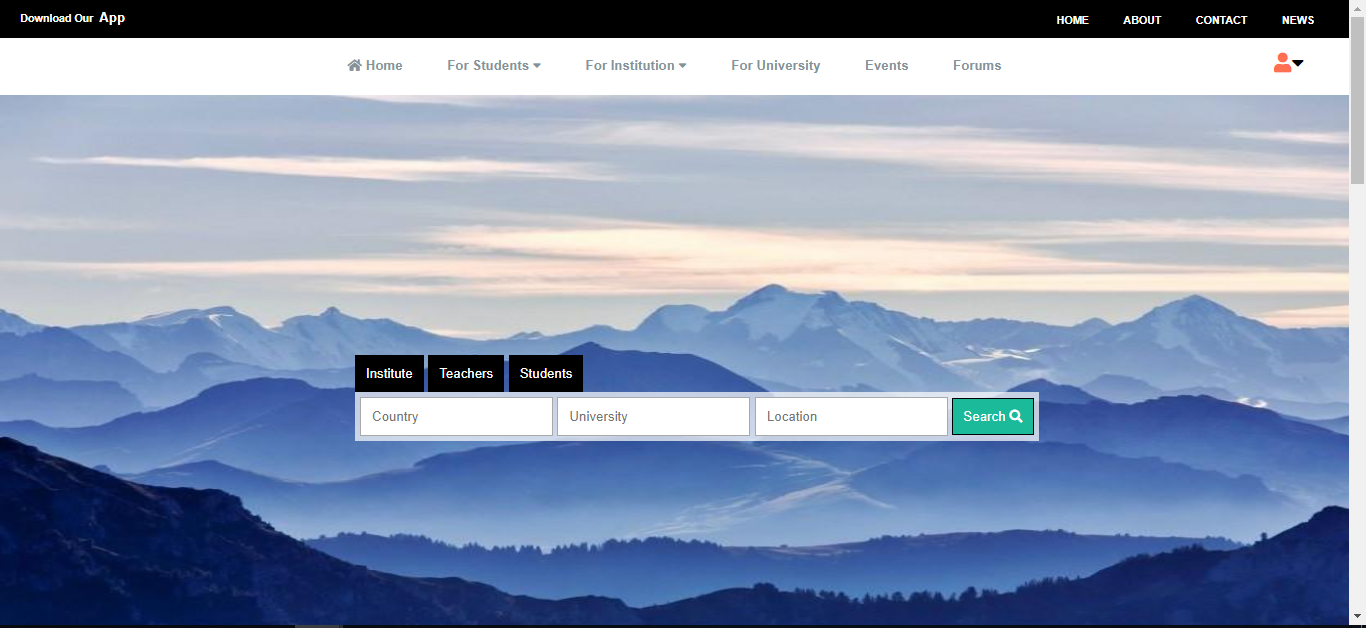 Download Our App
HOME ABOUT CONTACT NEWS
Home For Students For Institution For University Events Forums
Institute Teachers Students
Country University Location Search